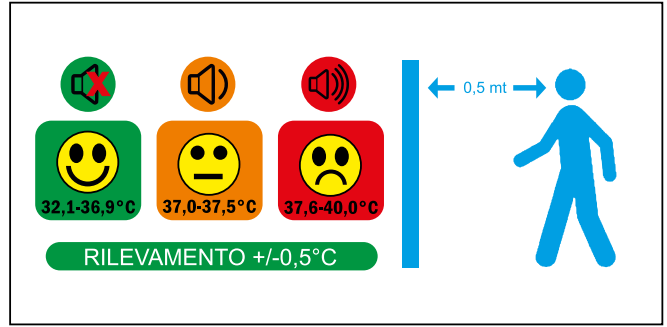 0,5 mt
32,1-36,9°C
37,0-37,5°C
37,6-40,0°C
RILEVAMENTO +/-0,5°C